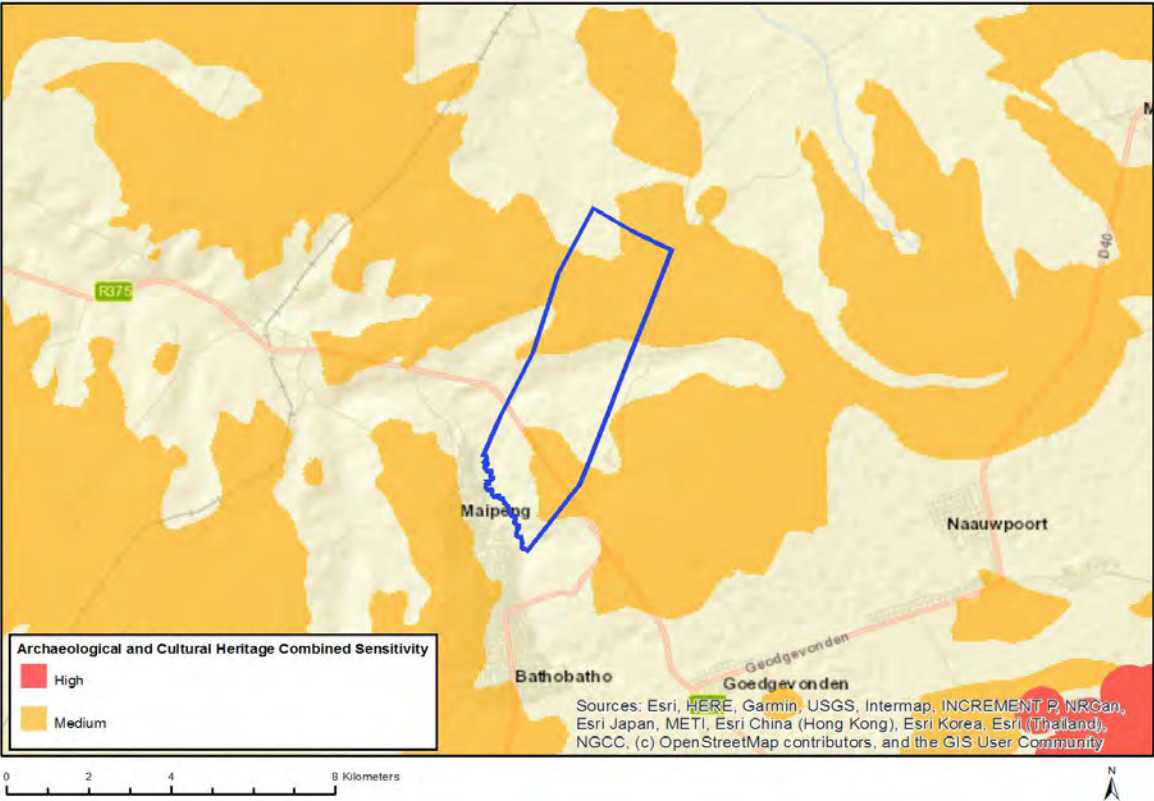 M
D40
R375
Maipeng
Naauwpoort
Geodgevonden
Bathobatho
Goedgevonden
Archaeological and Cultural Heritage Combined Sensitivity
High
Medium
Sources: Esri, HERE, Garmin, USGS, Intermap, INCREMENT P, NRCan,
Esri Japan, METI, Esri China (Hong Kong), Esri Korea, Esri (Thailand),
NGCC, (c) OpenStreetMap contributors, and the GIS User Community
0 2 4 8 Kilometers
N